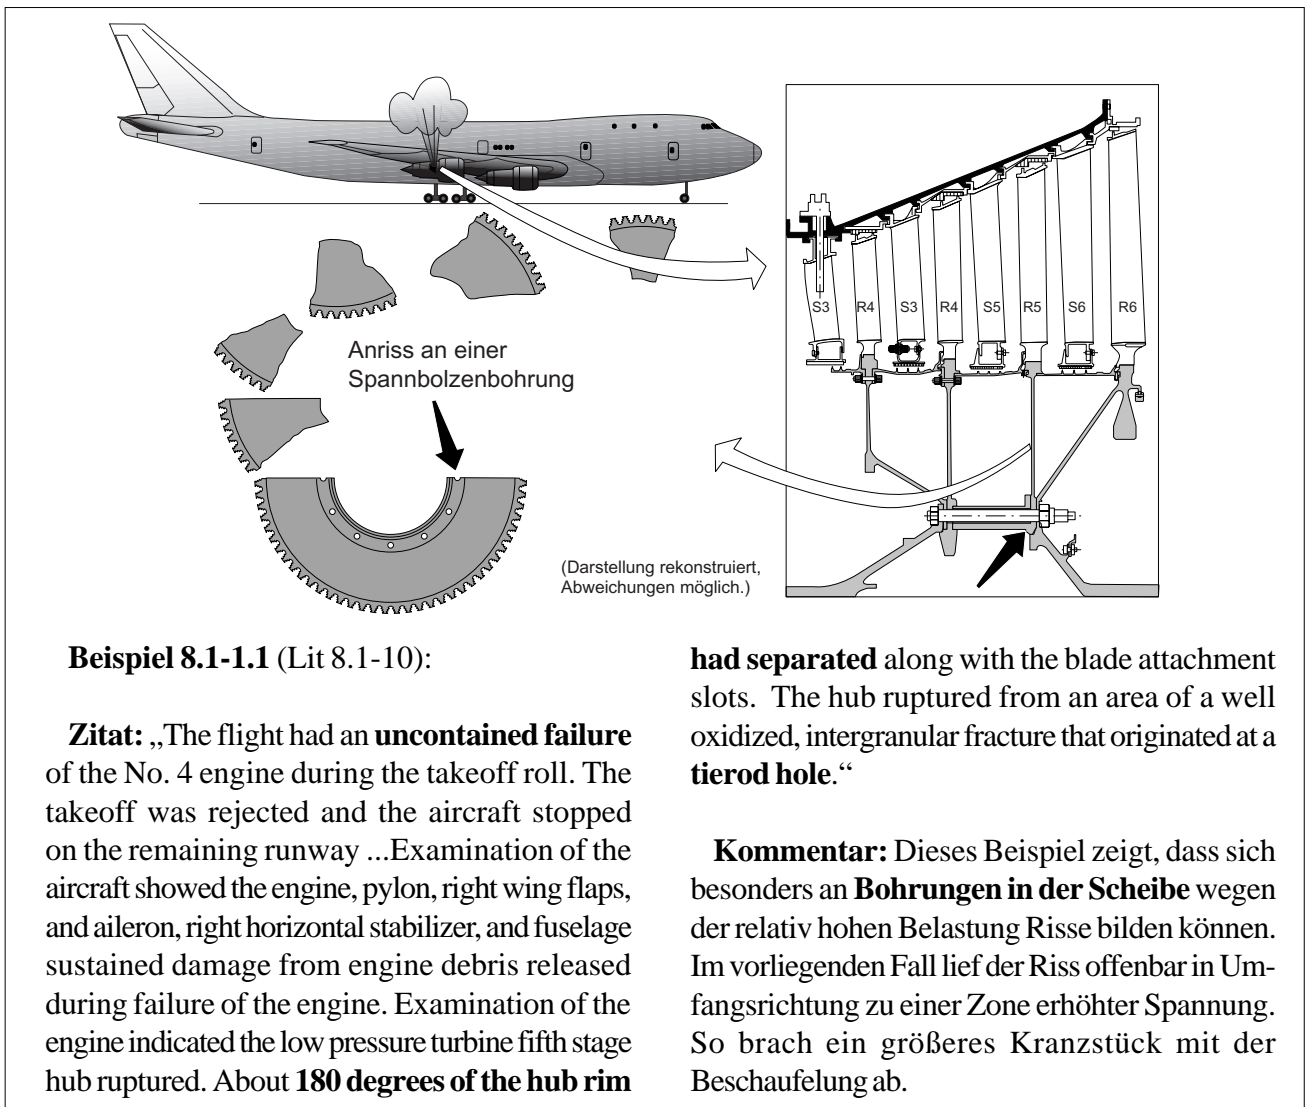 S3 R4 S3 R4 S5 R5 S6 R6
Anriss an einer
Spannbolzenbohrung
(Darstellung rekonstruiert,
Abweichungen möglich.)
Beispiel 8.1-1.1 (Lit 8.1-10):
Zitat: „The flight had an uncontained failure
of the No. 4 engine during the takeoff roll. The
takeoff was rejected and the aircraft stopped
on the remaining runway ...Examination of the
aircraft showed the engine, pylon, right wing flaps,
and aileron, right horizontal stabilizer, and fuselage
sustained damage from engine debris released
during failure of the engine. Examination of the
engine indicated the low pressure turbine fifth stage
hub ruptured. About 180 degrees of the hub rim
had separated along with the blade attachment
slots. The hub ruptured from an area of a well
oxidized, intergranular fracture that originated at a
tierod hole.“
Kommentar: Dieses Beispiel zeigt, dass sich
besonders an Bohrungen in der Scheibe wegen
der relativ hohen Belastung Risse bilden können.
Im vorliegenden Fall lief der Riss offenbar in Um-
fangsrichtung zu einer Zone erhöhter Spannung.
So brach ein größeres Kranzstück mit der
Beschaufelung ab.